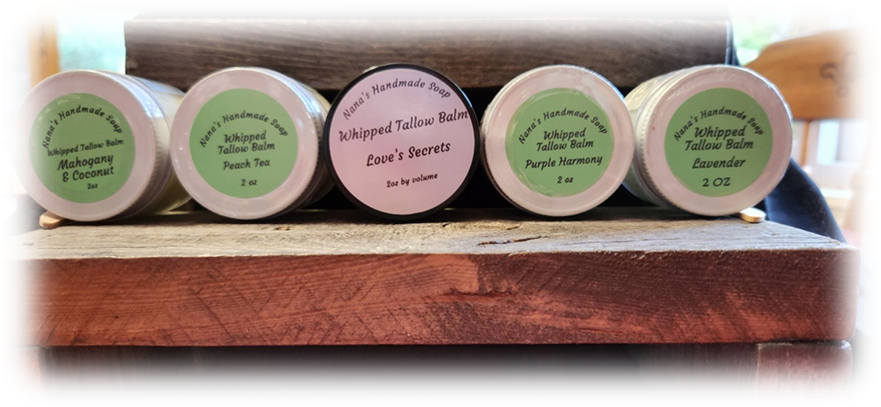 Nana's Handmade Soap
Whipped Tallow Balm
Mahogany
& Coconut
2oz
Nana's Handmade Soap
Whipped
Tallow Balm
Peach Tea
2 oz
Nana's Handmade Soap
Whipped Tallow Balm
Love's Secrets
2oz by volume
Nana's Handmade Soap
Whipped
Tallow Balm
Purple Harmony
2 oz
Nana's Handmade Soap
Whipped
Tallow Balm
Lavender
2 OZ